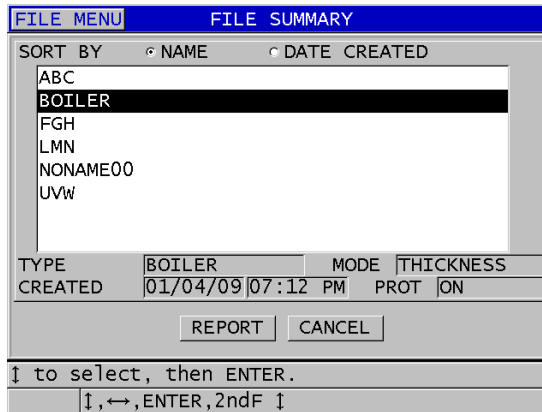 FILE MENU FILE SUMMARY
SORT BY NAME DATE CREATED
ABC
BOILER
FGH
LMN
NONAME00
UVW
TYPE BOILER MODE THICKNESS
CREATED 01/04/09 07:12 PM PROT ON
REPORT CANCEL
↕ to select, then ENTER.
↕,↔,ENTER,2ndF ↕